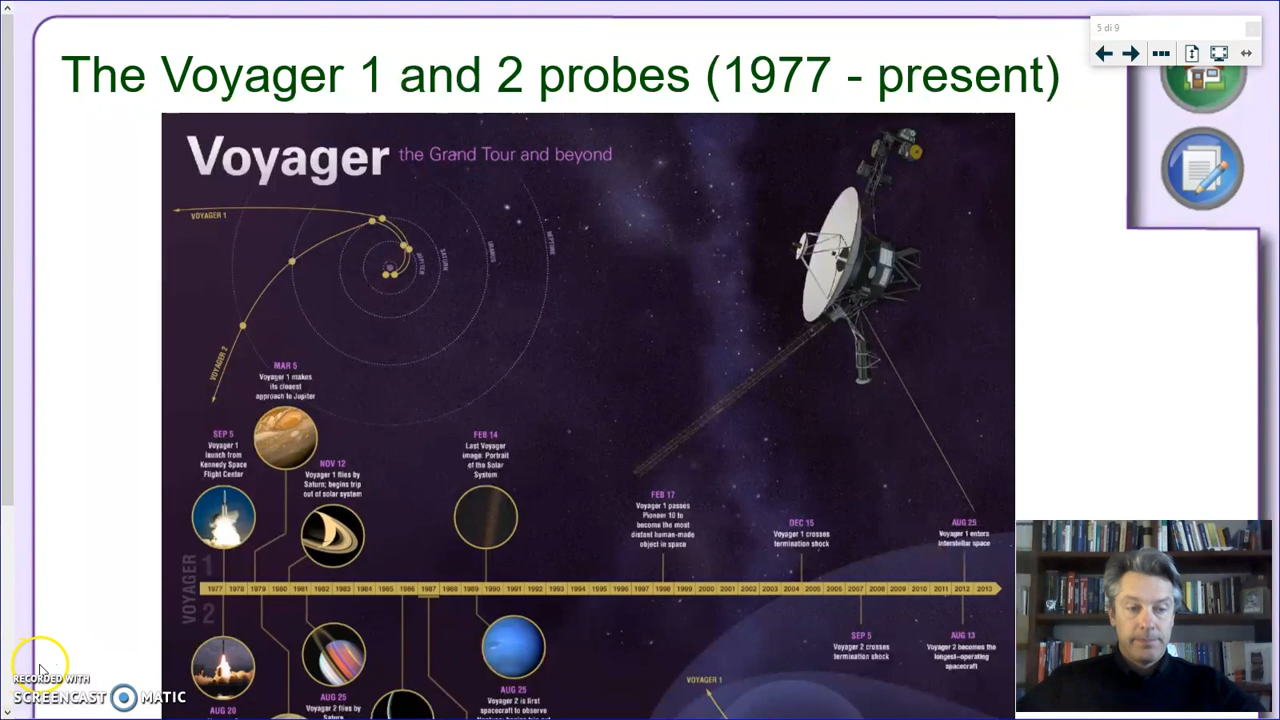 5 di 9
The Voyager 1 and 2 probes (1977 - present)
Voyager the Grand Tour and beyond
VOYAGER 1
JUPITER
SATURN
URANUS
NEPTUNE
VOYAGER 2
MAR 5
Voyager 1 makes
its closest
approach to Jupiter
SEP 5
Voyager 1
launch from
Kennedy Space
Flight Center
NOV 12
Voyager 1 flies by
Saturn; begins trip
out of solar system
FEB 14
Last Voyager
image: Portrait
of the Solar
System
FEB 17
Voyager 1 passes
Pioneer 10 to
become the most
distant human-made
object in space
DEC 15
Voyager 1 crosses
termination shock
AUG 25
Voyager 1 enters
interstellar space
VOYAGER
1
2
1977 1978 1979 1980 1981 1982 1983 1984 1985 1986 1987 1988 1989 1990 1991 1992 1993 1994 1995 1996 1997 1998 1999 2000 2001 2002 2003 2004 2005 2006 2007 2008 2009 2010 2011 2012 2013
SEP 5
Voyager 2 crosses
termination shock
AUG 13
Voyager 2 becomes the
longest-operating
spacecraft
AUG 20
AUG 25
Voyager 2 flies by
Saturn
AUG 25
Voyager 2 is first
spacecraft to observe
VOYAGER 1
RECORDED WITH
SCREENCAST MATIC